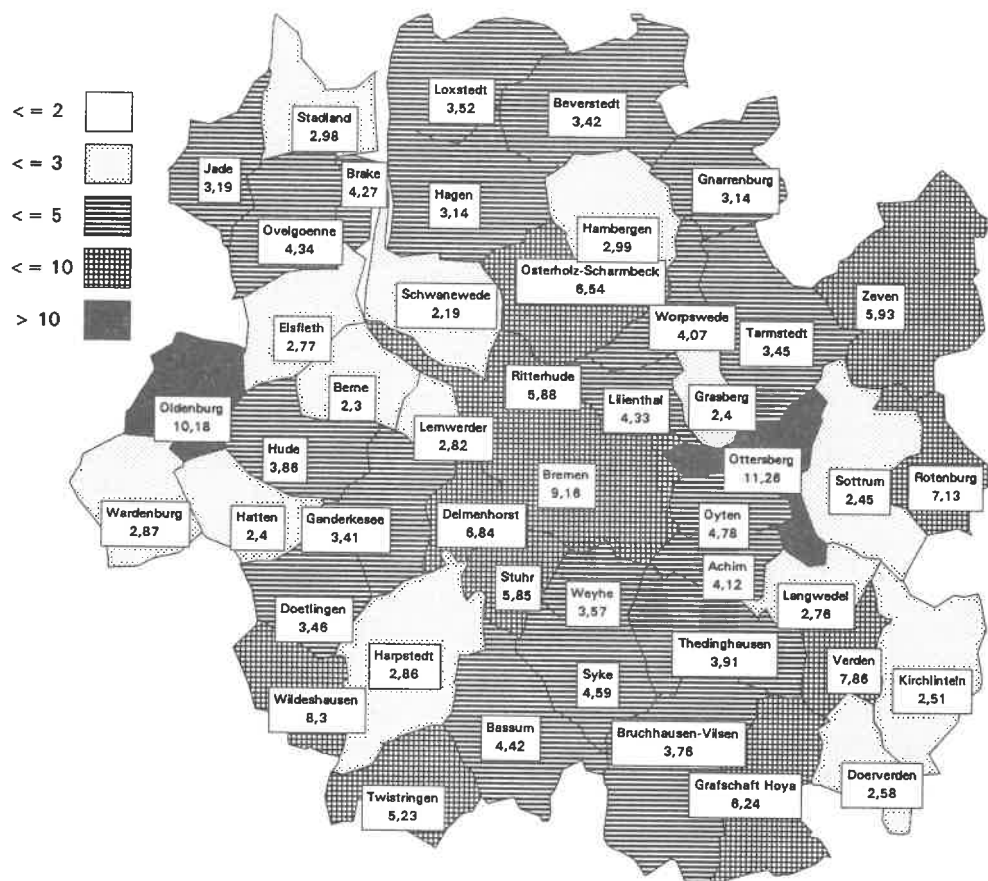 <= 2
<= 3
<= 5
<= 10
> 10
Loxstedt
3,52
Beverstedt
3,42
Stadland
2,98
Jade
3,19
Brake
4,27
Hagen
3,14
Gnarrenburg
3,14
Ovelgoenne
4,34
Hambergen
2,99
Osterholz-Scharmbeck
6,54
Schwanewede
2,19
Zeven
5,93
Elsfleth
2,77
Worpswede
4,07
Tarmstedt
3,45
Berne
2,3
Ritterhude
5,88
Lilienthal
4,33
Grasberg
2,4
Oldenburg
10,18
Lemwerder
2,82
Hude
3,86
Bremen
9,16
Ottersberg
11,26
Sottrum
2,45
Rotenburg
7,13
Wardenburg
2,87
Hatten
2,4
Ganderkesee
3,41
Delmenhorst
6,84
Oyten
4,78
Stuhr
5,85
Weyhe
3,57
Achim
4,12
Langwedel
2,76
Doetlingen
3,46
Harpstedt
2,86
Thedinghausen
3,91
Verden
7,86
Kirchlinteln
2,51
Wildeshausen
8,3
Syke
4,59
Bassum
4,42
Bruchhausen-Vilsen
3,76
Doerverden
2,58
Twistringen
5,23
Grafschaft Hoya
6,24